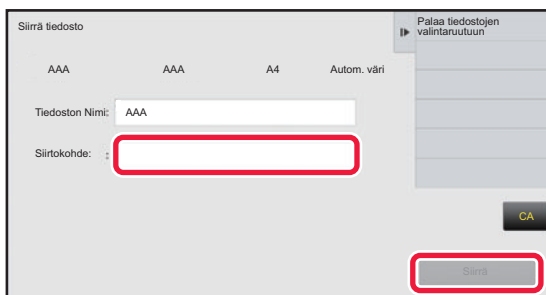 Siirrä tiedosto
Palaa tiedostojen
valintaruutuun
AAA AAA A4 Autom. väri
Tiedoston Nimi: AAA
Siirtokohde: :
CA
Siirrä